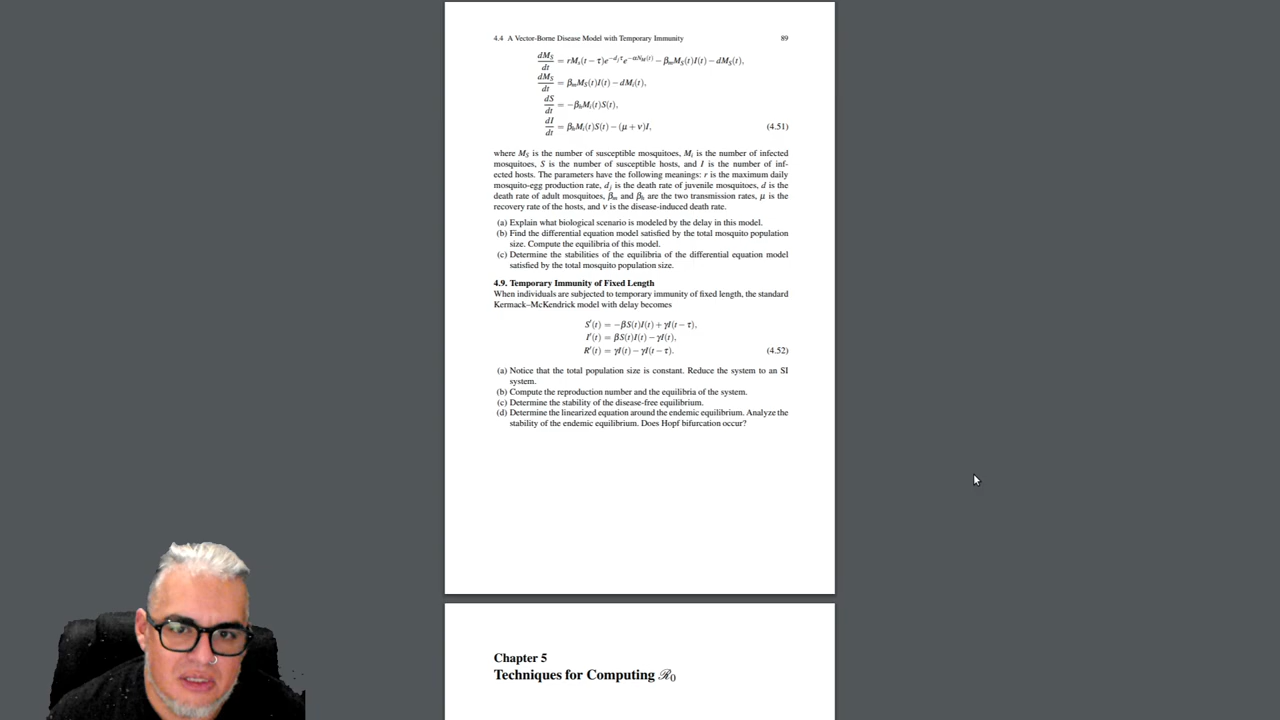 4.4 A Vector-Borne Disease Model with Temporary Immunity 89
dM_S/dt = rM_s(t − τ)e^{−d_jτ}e^{−αS_M(t)} − β_mM_S(t)I(t) − dM_S(t),
dM_S/dt = β_mM_S(t)I(t) − dM_i(t),
dS/dt = −β_hM_i(t)S(t),
dI/dt = β_hM_i(t)S(t) − (μ + ν)I, (4.51)
where M_S is the number of susceptible mosquitoes, M_i is the number of infected
mosquitoes, S is the number of susceptible hosts, and I is the number of inf-
ected hosts. The parameters have the following meanings: r is the maximum daily
mosquito-egg production rate, d_j is the death rate of juvenile mosquitoes, d is the
death rate of adult mosquitoes, β_m and β_h are the two transmission rates, μ is the
recovery rate of the hosts, and ν is the disease-induced death rate.
(a) Explain what biological scenario is modeled by the delay in this model.
(b) Find the differential equation model satisfied by the total mosquito population
size. Compute the equilibria of this model.
(c) Determine the stabilities of the equilibria of the differential equation model
satisfied by the total mosquito population size.
4.9. Temporary Immunity of Fixed Length
When individuals are subjected to temporary immunity of fixed length, the standard
Kermack–McKendrick model with delay becomes
S′(t) = −βS(t)I(t) + γI(t − τ),
I′(t) = βS(t)I(t) − γI(t),
R′(t) = γI(t) − γI(t − τ). (4.52)
(a) Notice that the total population size is constant. Reduce the system to an SI
system.
(b) Compute the reproduction number and the equilibria of the system.
(c) Determine the stability of the disease-free equilibrium.
(d) Determine the linearized equation around the endemic equilibrium. Analyze the
stability of the endemic equilibrium. Does Hopf bifurcation occur?
Chapter 5
Techniques for Computing ℛ₀